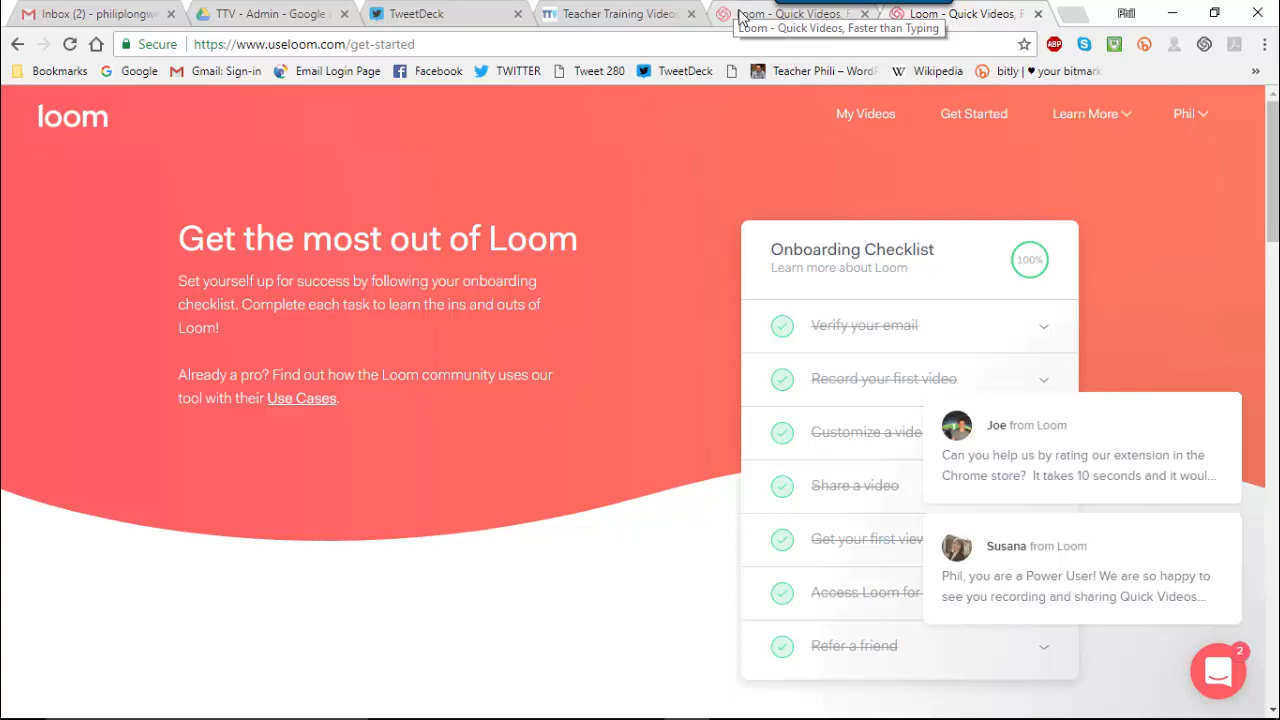 Inbox (2) - philiplongwe
TTV - Admin - Google
TweetDeck
TTV Teacher Training Videos
Loom - Quick Videos, F
Loom - Quick Videos, F
Phill
Loom - Quick Videos, Faster than Typing
Secure
https://www.useloom.com/get-started
ABP
Bookmarks
Google
Gmail: Sign-in
Email Login Page
Facebook
TWITTER
Tweet 280
TweetDeck
Teacher Phili – WordP
Wikipedia
bitly | ♥ your bitmark
»
loom
My Videos
Get Started
Learn More
Phil
Get the most out of Loom
Set yourself up for success by following your onboarding
checklist. Complete each task to learn the ins and outs of
Loom!
Already a pro? Find out how the Loom community uses our
tool with their Use Cases.
Onboarding Checklist
Learn more about Loom
100%
Verify your email
Record your first video
Customize a vide
Share a video
Get your first view
Access Loom for
Refer a friend
Joe from Loom
Can you help us by rating our extension in the
Chrome store? It takes 10 seconds and it woul...
Susana from Loom
Phil, you are a Power User! We are so happy to
see you recording and sharing Quick Videos...
2